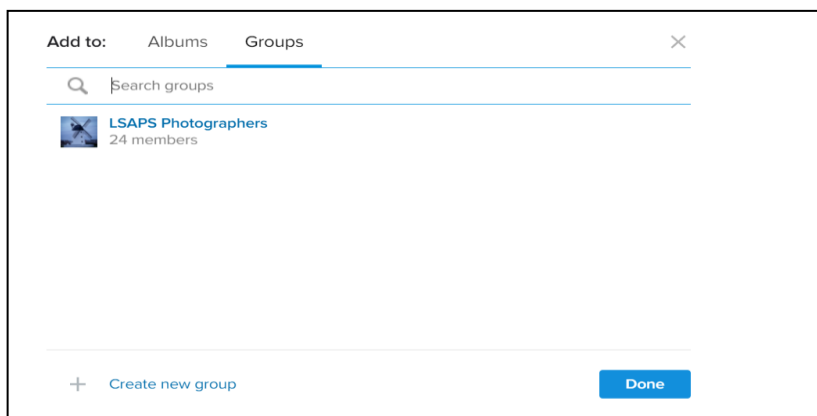 Add to: Albums Groups
Search groups
LSAPS Photographers
24 members
Create new group Done